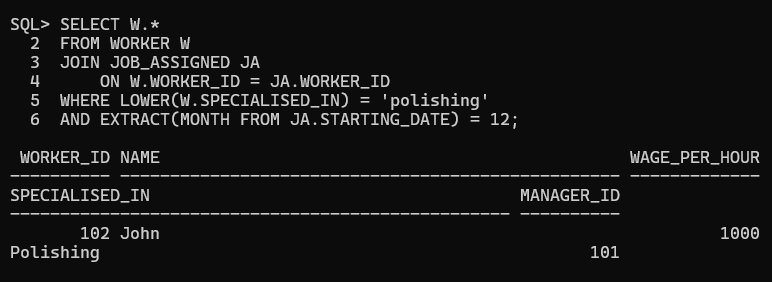 SQL> SELECT W.*
  2  FROM WORKER W
  3  JOIN JOB_ASSIGNED JA
  4      ON W.WORKER_ID = JA.WORKER_ID
  5  WHERE LOWER(W.SPECIALISED_IN) = 'polishing'
  6  AND EXTRACT(MONTH FROM JA.STARTING_DATE) = 12;

 WORKER_ID NAME                                               WAGE_PER_HOUR
---------- -------------------------------------------------- -------------
SPECIALISED_IN                                     MANAGER_ID
-------------------------------------------------- ----------
       102 John                                                        1000
Polishing                                                 101